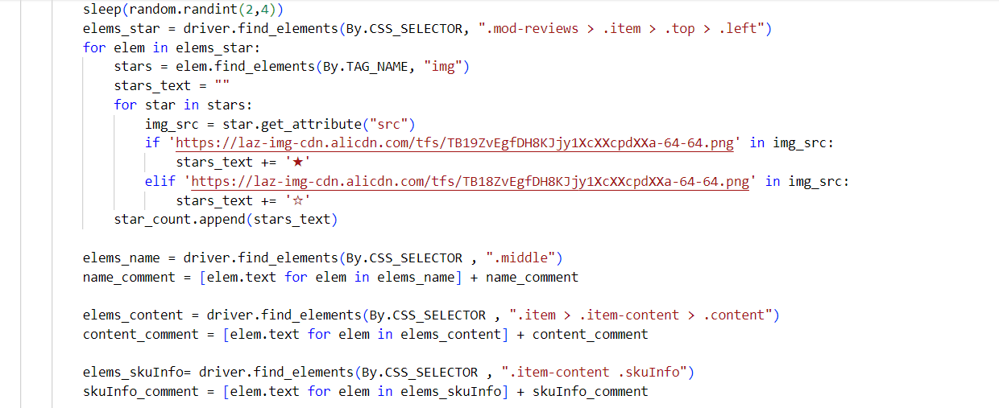 sleep(random.randint(2,4))
elems_star = driver.find_elements(By.CSS_SELECTOR, ".mod-reviews > .item > .top > .left")
for elem in elems_star:
    stars = elem.find_elements(By.TAG_NAME, "img")
    stars_text = ""
    for star in stars:
        img_src = star.get_attribute("src")
        if 'https://laz-img-cdn.alicdn.com/tfs/TB19ZvEgfDH8KJjy1XcXXcpdXXa-64-64.png' in img_src:
            stars_text += '★'
        elif 'https://laz-img-cdn.alicdn.com/tfs/TB18ZvEgfDH8KJjy1XcXXcpdXXa-64-64.png' in img_src:
            stars_text += '☆'
    star_count.append(stars_text)

elems_name = driver.find_elements(By.CSS_SELECTOR , ".middle")
name_comment = [elem.text for elem in elems_name] + name_comment

elems_content = driver.find_elements(By.CSS_SELECTOR , ".item > .item-content > .content")
content_comment = [elem.text for elem in elems_content] + content_comment

elems_skuInfo= driver.find_elements(By.CSS_SELECTOR , ".item-content .skuInfo")
skuInfo_comment = [elem.text for elem in elems_skuInfo] + skuInfo_comment